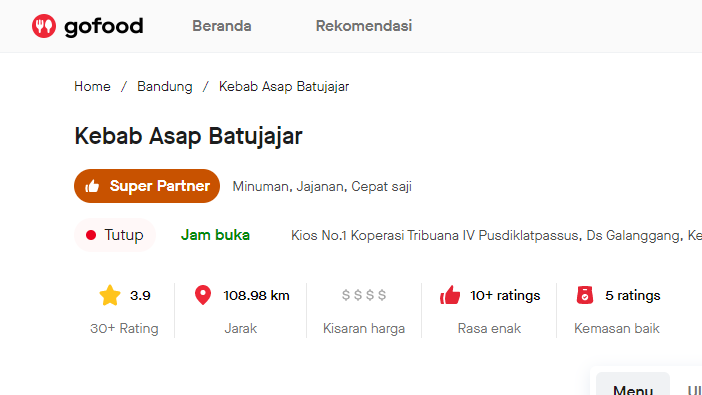 gofood Beranda Rekomendasi
Home / Bandung / Kebab Asap Batujajar
Kebab Asap Batujajar
Super Partner Minuman, Jajanan, Cepat saji
Tutup Jam buka Kios No.1 Koperasi Tribuana IV Pusdiklatpassus, Ds Galanggang, Ke
3.9 108.98 km $ $ $ $ 10+ ratings 5 ratings
30+ Rating Jarak Kisaran harga Rasa enak Kemasan baik
Menu